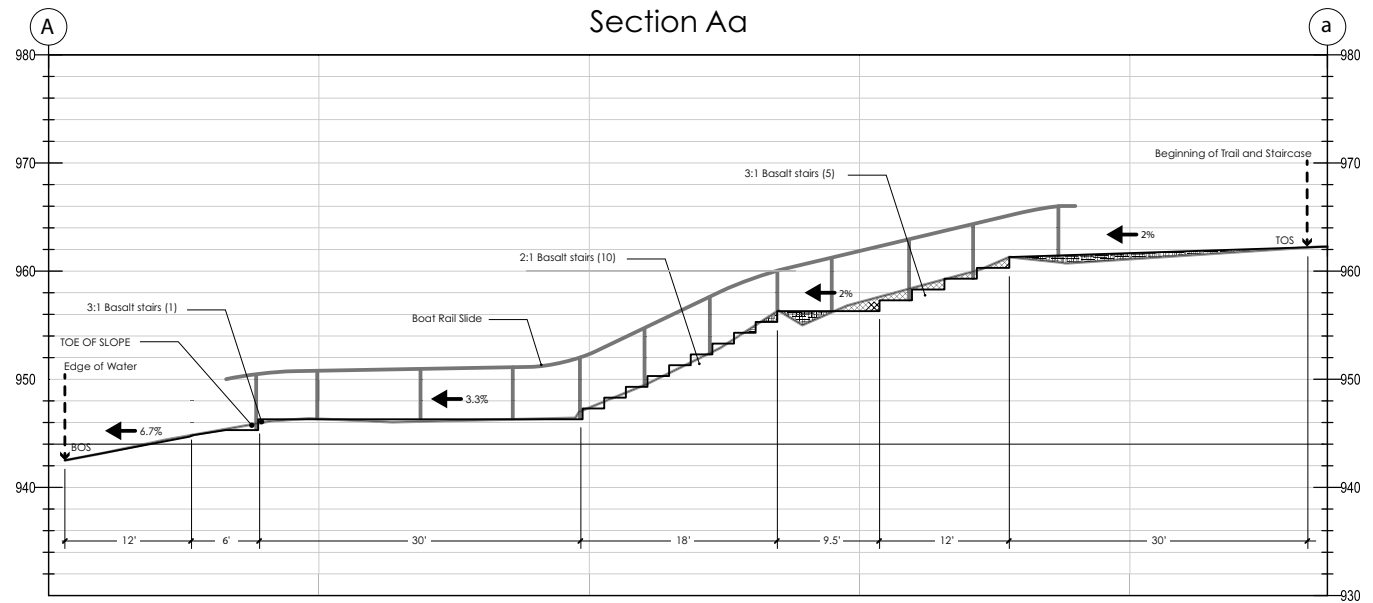 Section Aa
A
a
980
980
970
970
Beginning of Trail and Staircase
3:1 Basalt stairs (5)
2%
TOS
960
960
2:1 Basalt stairs (10)
2%
3:1 Basalt stairs (1)
Boat Rail Slide
TOE OF SLOPE
Edge of Water
950
950
3.3%
6.7%
BOS
940
940
12'
6'
30'
18'
9.5'
12'
30'
930